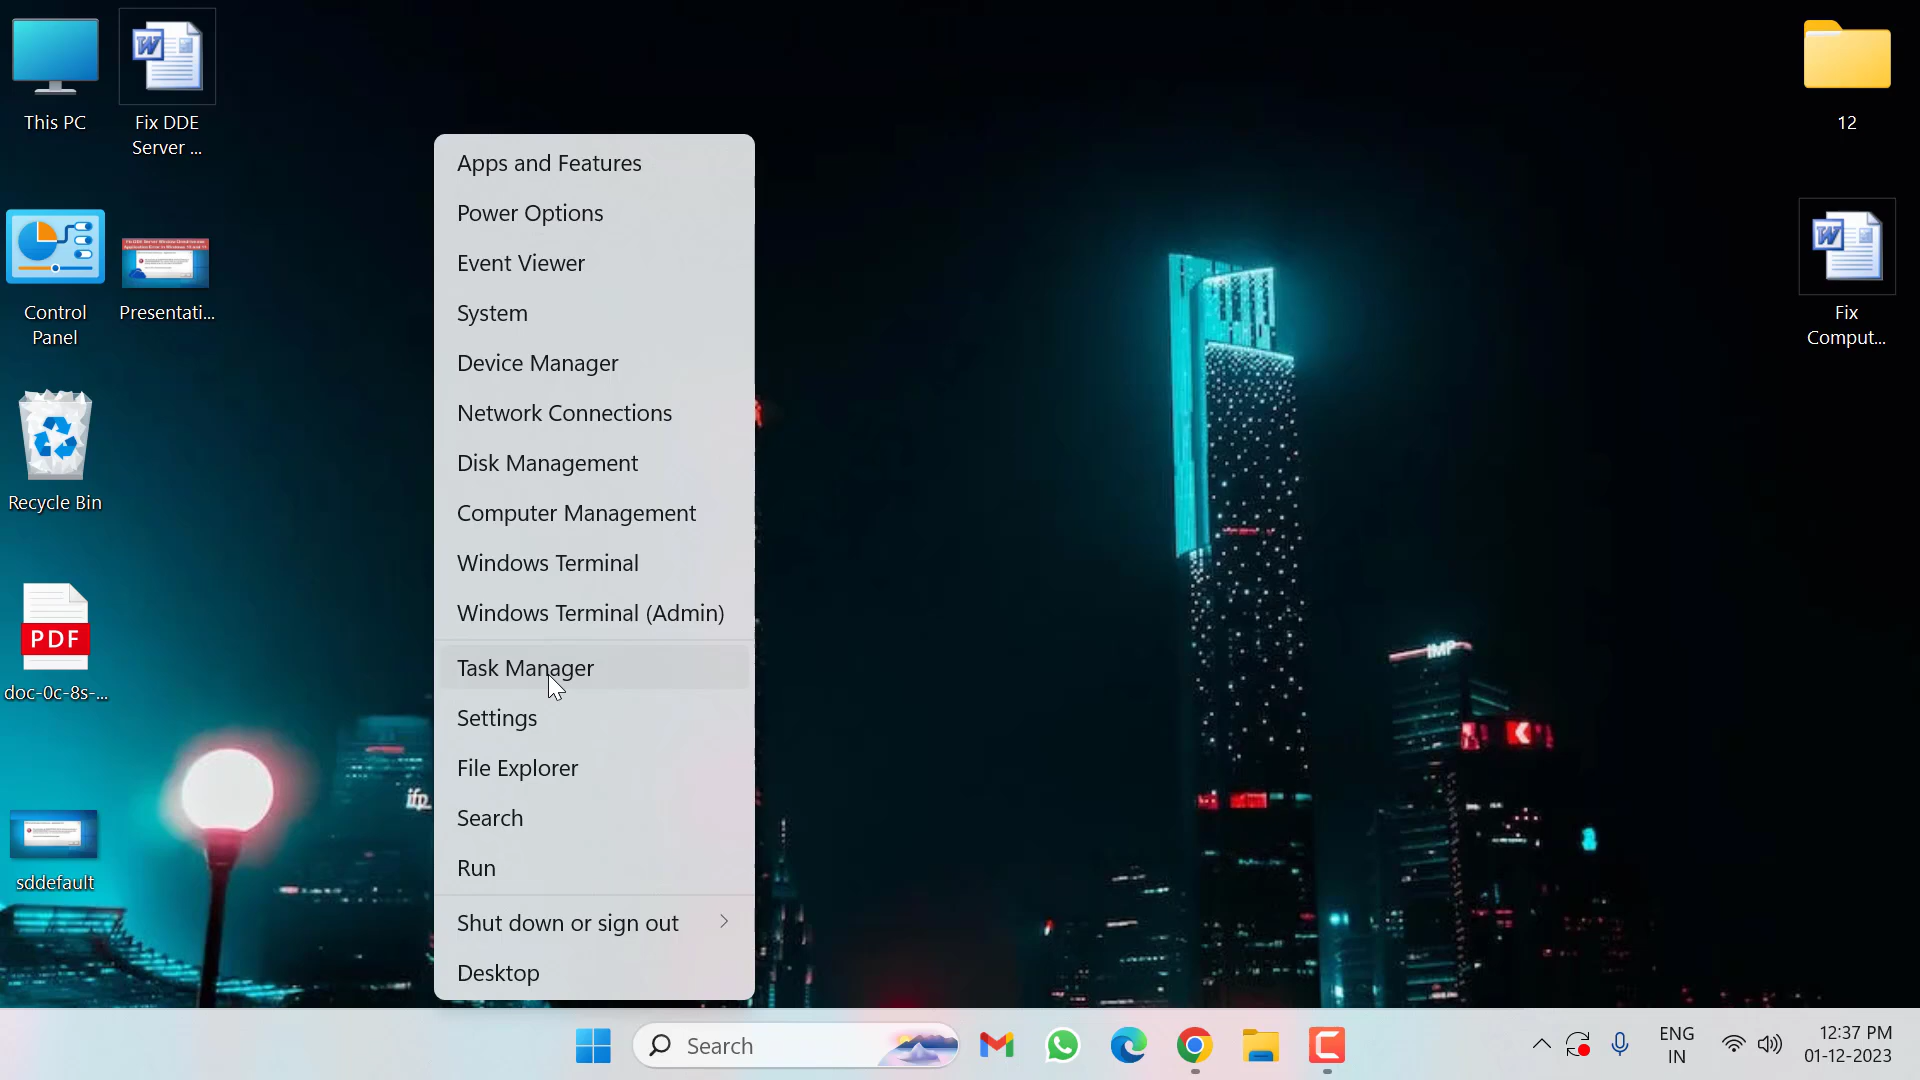 This PC
Fix DDE
Server ...
Control
Panel
Presentati...
Recycle Bin
PDF
doc-0c-8s-...
sddefault
Apps and Features
Power Options
Event Viewer
System
Device Manager
Network Connections
Disk Management
Computer Management
Windows Terminal
Windows Terminal (Admin)
Task Manager
Settings
File Explorer
Search
Run
Shut down or sign out
Desktop
12
Fix
Comput...
IMP
Search
ENG
IN
12:37 PM
01-12-2023